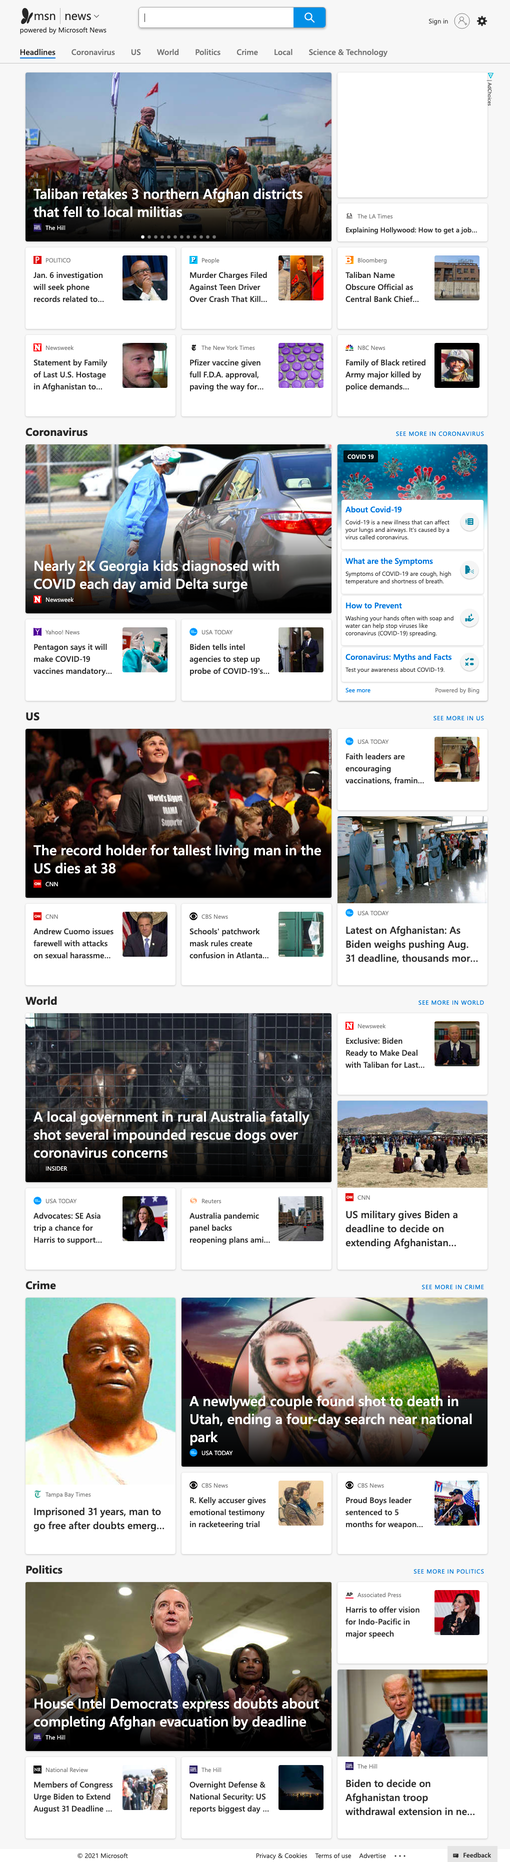 msn | news
powered by Microsoft News
Sign in
Headlines Coronavirus US World Politics Crime Local Science & Technology
AdChoices
Taliban retakes 3 northern Afghan districts
that fell to local militias
The Hill
The LA Times
Explaining Hollywood: How to get a job...
POLITICO
Jan. 6 investigation
will seek phone
records related to...
People
Murder Charges Filed
Against Teen Driver
Over Crash That Kill...
Bloomberg
Taliban Name
Obscure Official as
Central Bank Chief...
Newsweek
Statement by Family
of Last U.S. Hostage
in Afghanistan to...
The New York Times
Pfizer vaccine given
full F.D.A. approval,
paving the way for...
NBC News
Family of Black retired
Army major killed by
police demands...
Coronavirus
SEE MORE IN CORONAVIRUS
Nearly 2K Georgia kids diagnosed with
COVID each day amid Delta surge
Newsweek
COVID 19
About Covid-19
Covid-19 is a new illness that can affect
your lungs and airways. It's caused by a
virus called coronavirus.
What are the Symptoms
Symptoms of COVID-19 are cough, high
temperature and shortness of breath.
How to Prevent
Washing your hands often with soap and
water can help stop viruses like
coronavirus (COVID-19) spreading.
Coronavirus: Myths and Facts
Test your awareness about COVID-19.
See more
Powered by Bing
Yahoo! News
Pentagon says it will
make COVID-19
vaccines mandatory...
USA TODAY
Biden tells intel
agencies to step up
probe of COVID-19's...
US
SEE MORE IN US
World's Biggest
OBAMA
Supporter
The record holder for tallest living man in the
US dies at 38
CNN
USA TODAY
Faith leaders are
encouraging
vaccinations, framin...
CNN
Andrew Cuomo issues
farewell with attacks
on sexual harassme...
CBS News
Schools' patchwork
mask rules create
confusion in Atlanta...
USA TODAY
Latest on Afghanistan: As
Biden weighs pushing Aug.
31 deadline, thousands mor...
World
SEE MORE IN WORLD
A local government in rural Australia fatally
shot several impounded rescue dogs over
coronavirus concerns
INSIDER
Newsweek
Exclusive: Biden
Ready to Make Deal
with Taliban for Last...
USA TODAY
Advocates: SE Asia
trip a chance for
Harris to support...
Reuters
Australia pandemic
panel backs
reopening plans ami...
CNN
US military gives Biden a
deadline to decide on
extending Afghanistan...
Crime
SEE MORE IN CRIME
Tampa Bay Times
Imprisoned 31 years, man to
go free after doubts emerg...
A newlywed couple found shot to death in
Utah, ending a four-day search near national
park
USA TODAY
CBS News
R. Kelly accuser gives
emotional testimony
in racketeering trial
CBS News
Proud Boys leader
sentenced to 5
months for weapon...
Politics
SEE MORE IN POLITICS
House Intel Democrats express doubts about
completing Afghan evacuation by deadline
The Hill
Associated Press
Harris to offer vision
for Indo-Pacific in
major speech
National Review
Members of Congress
Urge Biden to Extend
August 31 Deadline ...
The Hill
Overnight Defense &
National Security: US
reports biggest day ...
The Hill
Biden to decide on
Afghanistan troop
withdrawal extension in ne...
© 2021 Microsoft
Privacy & Cookies Terms of use Advertise ...
Feedback